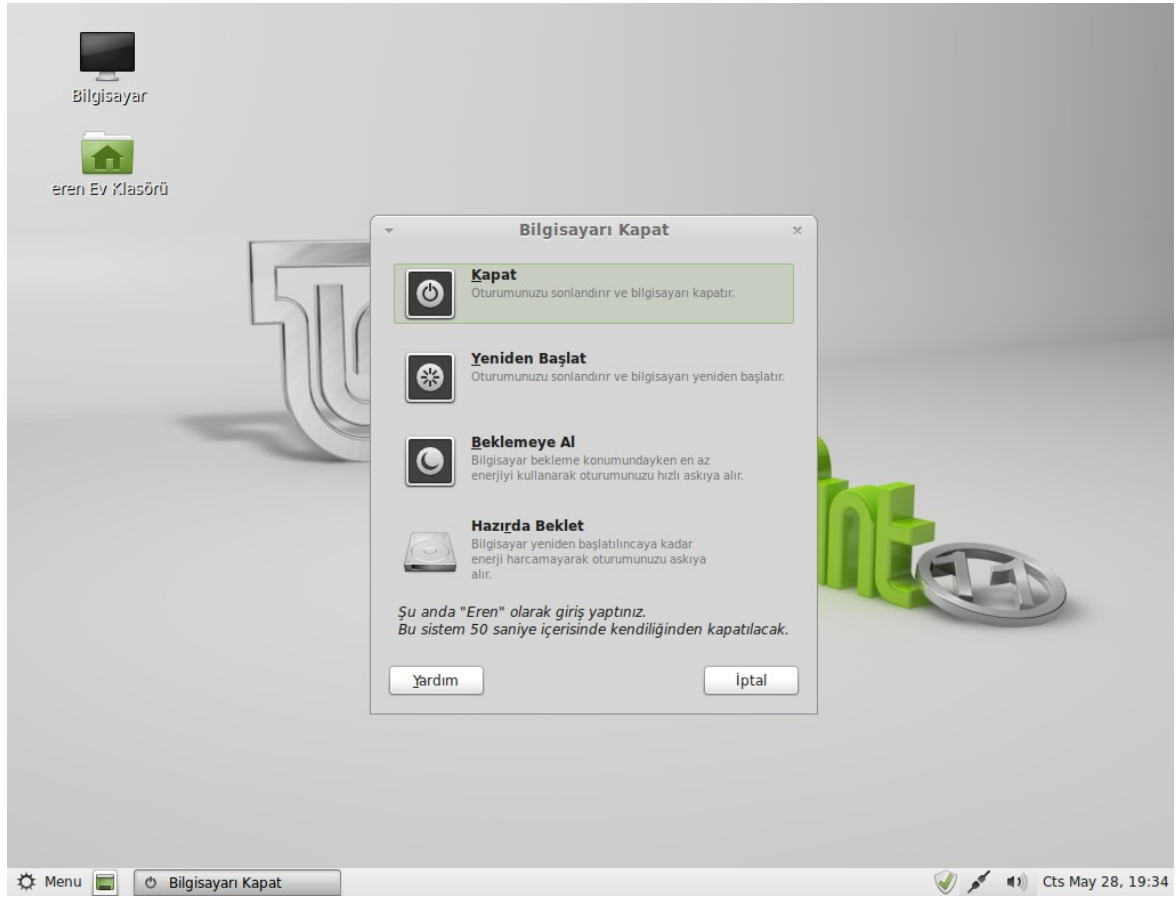 Bilgisayar
eren Ev Klasörü
Bilgisayarı Kapat
Kapat
Oturumunuzu sonlandırır ve bilgisayarı kapatır.
Yeniden Başlat
Oturumunuzu sonlandırır ve bilgisayarı yeniden başlatır.
Beklemeye Al
Bilgisayar bekleme konumundayken en az
enerjiyi kullanarak oturumunuzu hızlı askıya alır.
Hazırda Beklet
Bilgisayar yeniden başlatılıncaya kadar
enerji harcamayarak oturumunuzu askıya
alır.
Şu anda "Eren" olarak giriş yaptınız.
Bu sistem 50 saniye içerisinde kendiliğinden kapatılacak.
Yardım
İptal
11
Menu
Bilgisayarı Kapat
Cts May 28, 19:34